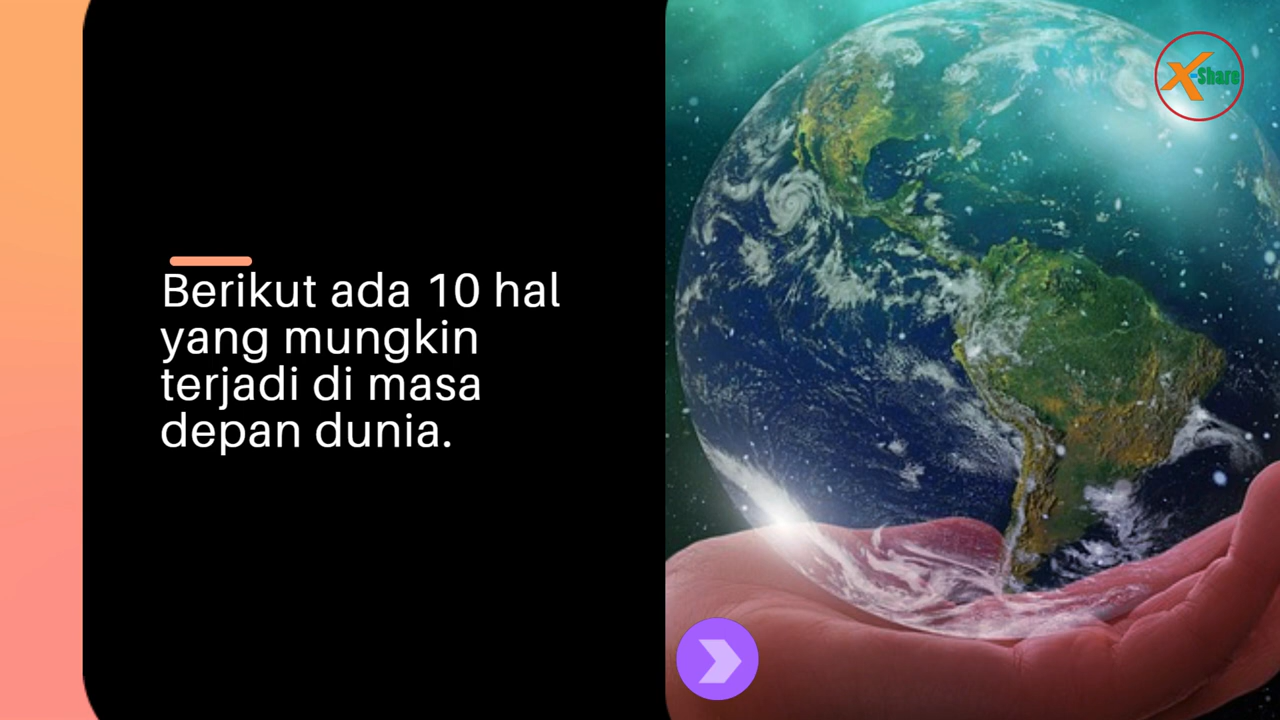 Berikut ada 10 hal
yang mungkin
terjadi di masa
depan dunia.
X-Share